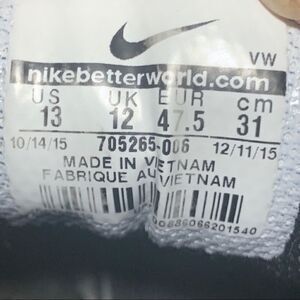 VW
nikebetterworld.com
US UK EUR cm
13 12 47.5 31
10/14/15 705265-006 12/11/15
MADE IN VIETNAM
FABRIQUE AU VIETNAM